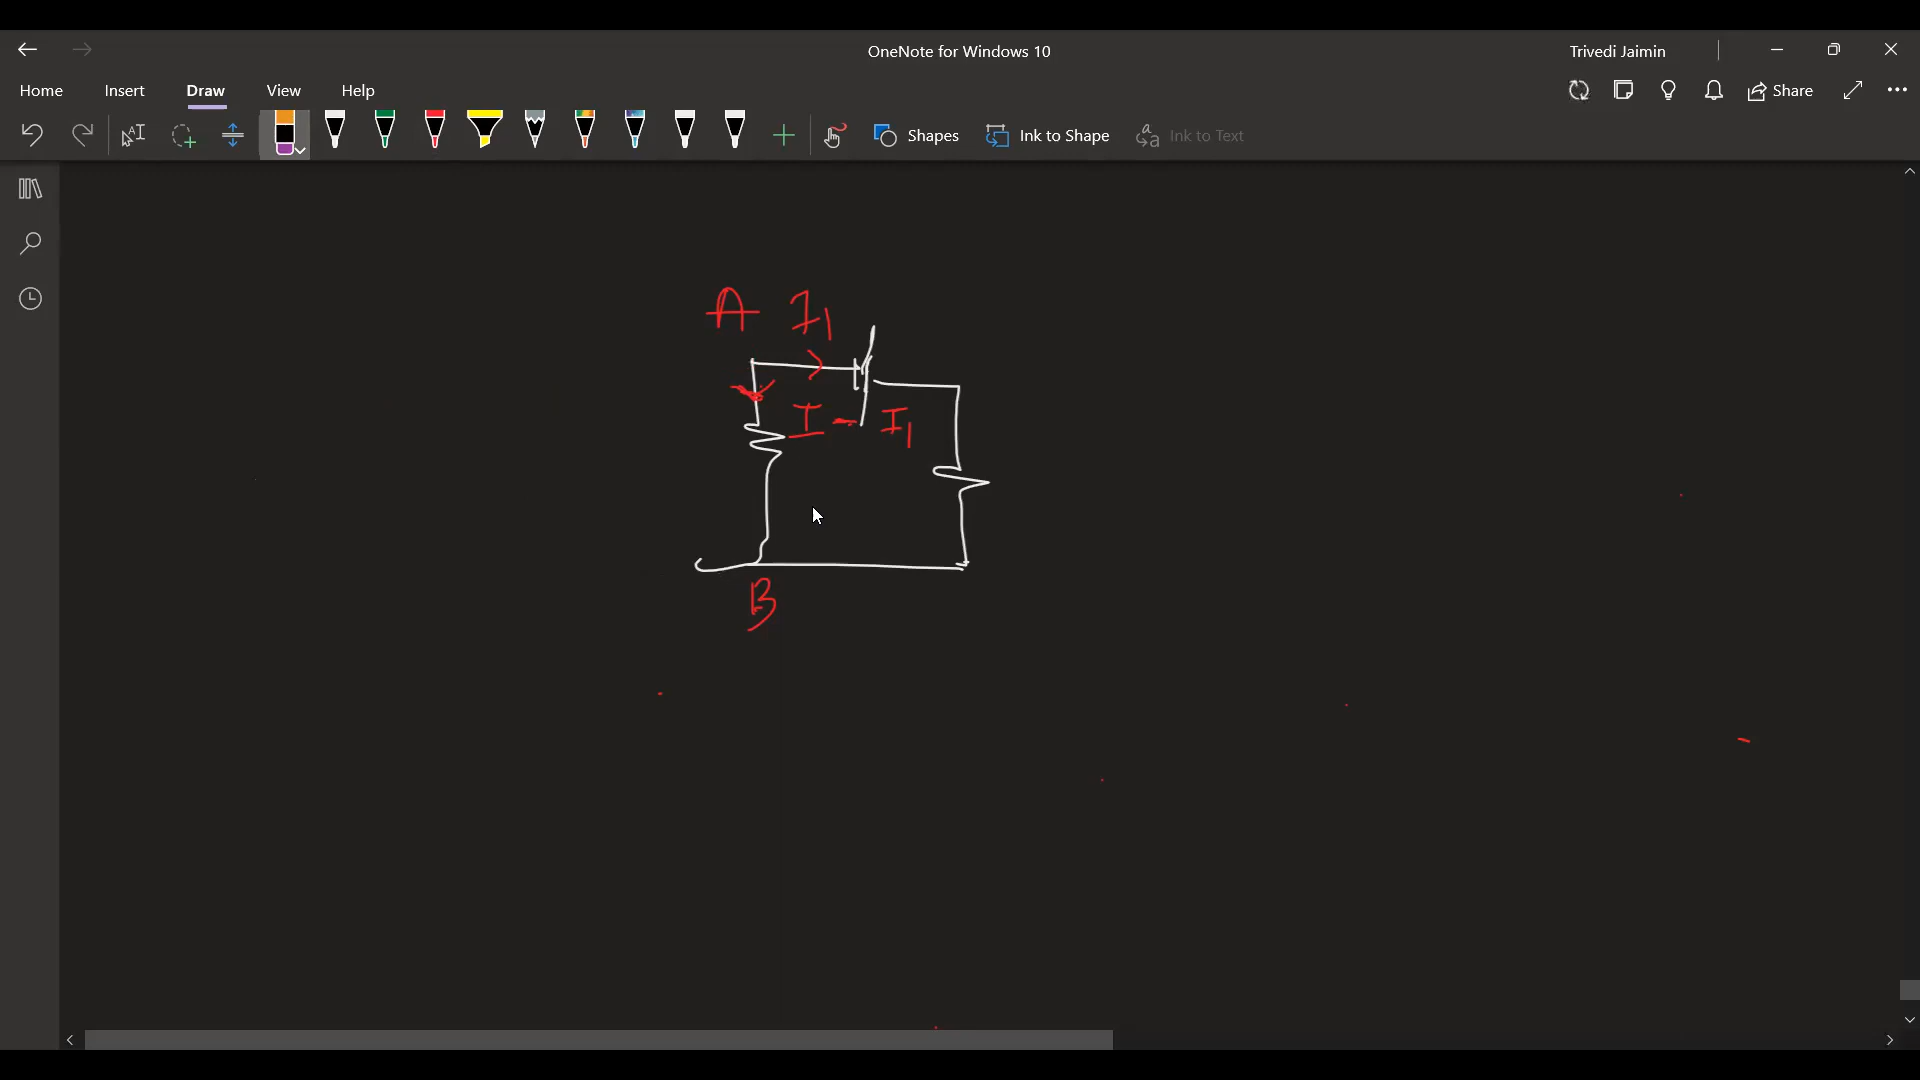 OneNote for Windows 10
Trivedi Jaimin
Home Insert Draw View Help
Share
Shapes
Ink to Shape
Ink to Text
A I1
I - I1
B